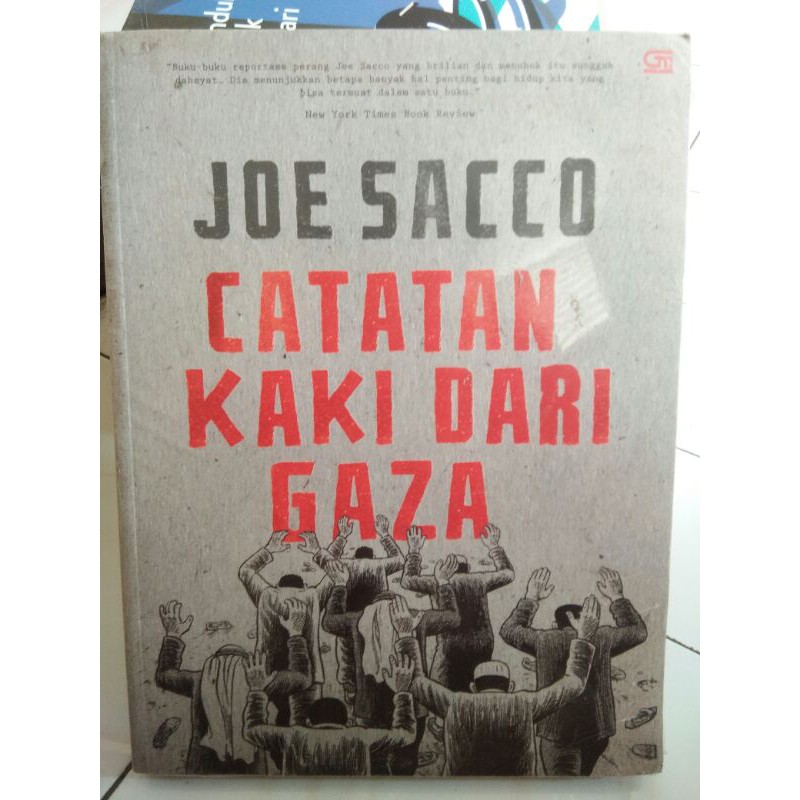 ndu
k
ari
"Buku-buku reportase perang Joe Sacco yang brilian dan menohok itu sungguh
dahsyat. Dia menunjukkan betapa banyak hal penting bagi hidup kita yang
bisa termuat dalam satu buku."
New York Times Book Review
JOE SACCO
CATATAN
KAKI DARI
GAZA